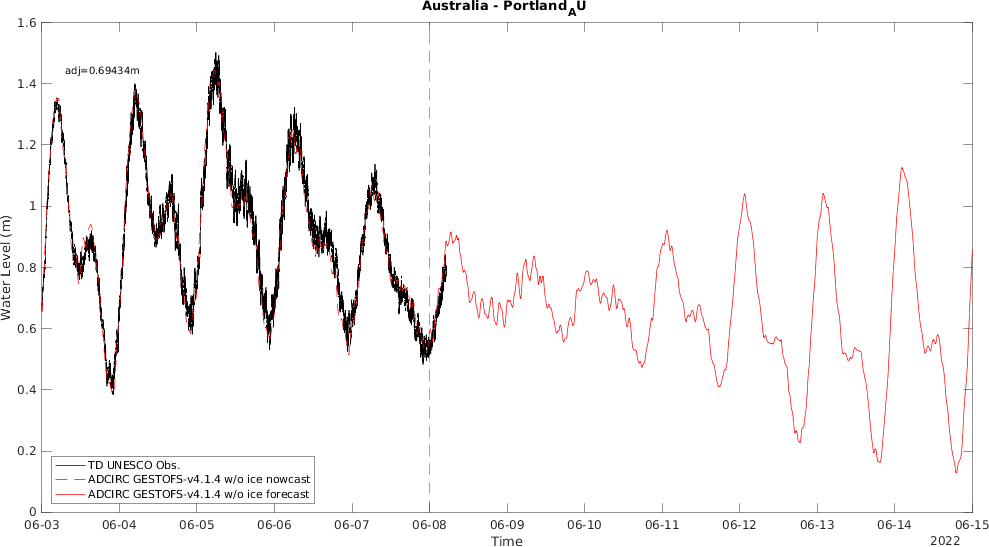 Australia - Portland_AU
1.6
adj=0.69434m
1.4
1.2
1
0.8
0.6
0.4
0.2
0
Water Level (m)
TD UNESCO Obs.
ADCIRC GESTOFS-v4.1.4 w/o ice nowcast
ADCIRC GESTOFS-v4.1.4 w/o ice forecast
06-03 06-04 06-05 06-06 06-07 06-08 06-09 06-10 06-11 06-12 06-13 06-14 06-15
Time
2022